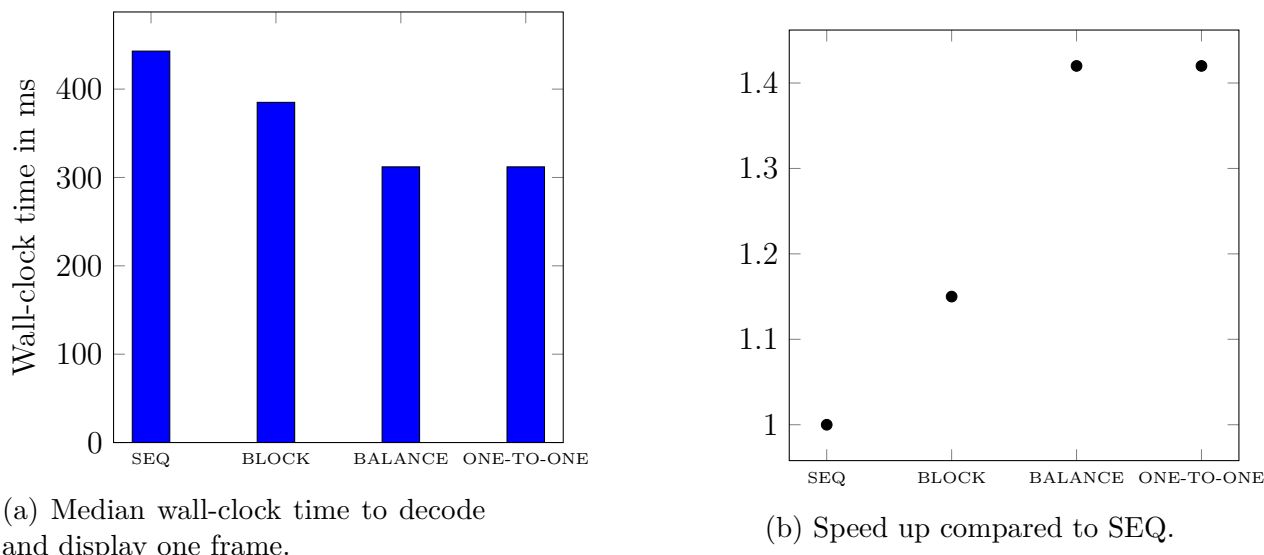 Wall-clock time in ms
400
300
200
100
0
SEQ BLOCK BALANCE ONE-TO-ONE
(a) Median wall-clock time to decode
and display one frame.
1.4
1.3
1.2
1.1
1
SEQ BLOCK BALANCE ONE-TO-ONE
(b) Speed up compared to SEQ.